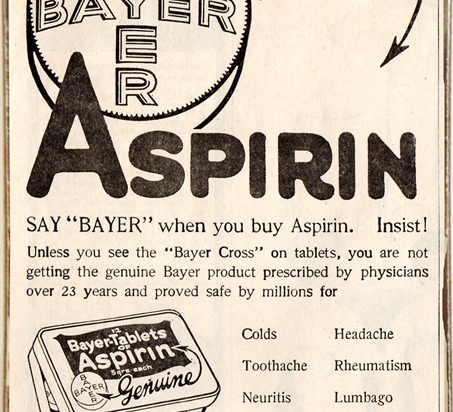 BAYER
E
R
ASPIRIN
SAY "BAYER" when you buy Aspirin. Insist!
Unless you see the "Bayer Cross" on tablets, you are not
getting the genuine Bayer product prescribed by physicians
over 23 years and proved safe by millions for
12
Bayer-Tablets
OF
Aspirin
5 grs. each
Genuine
BAYER
Colds Headache
Toothache Rheumatism
Neuritis Lumbago